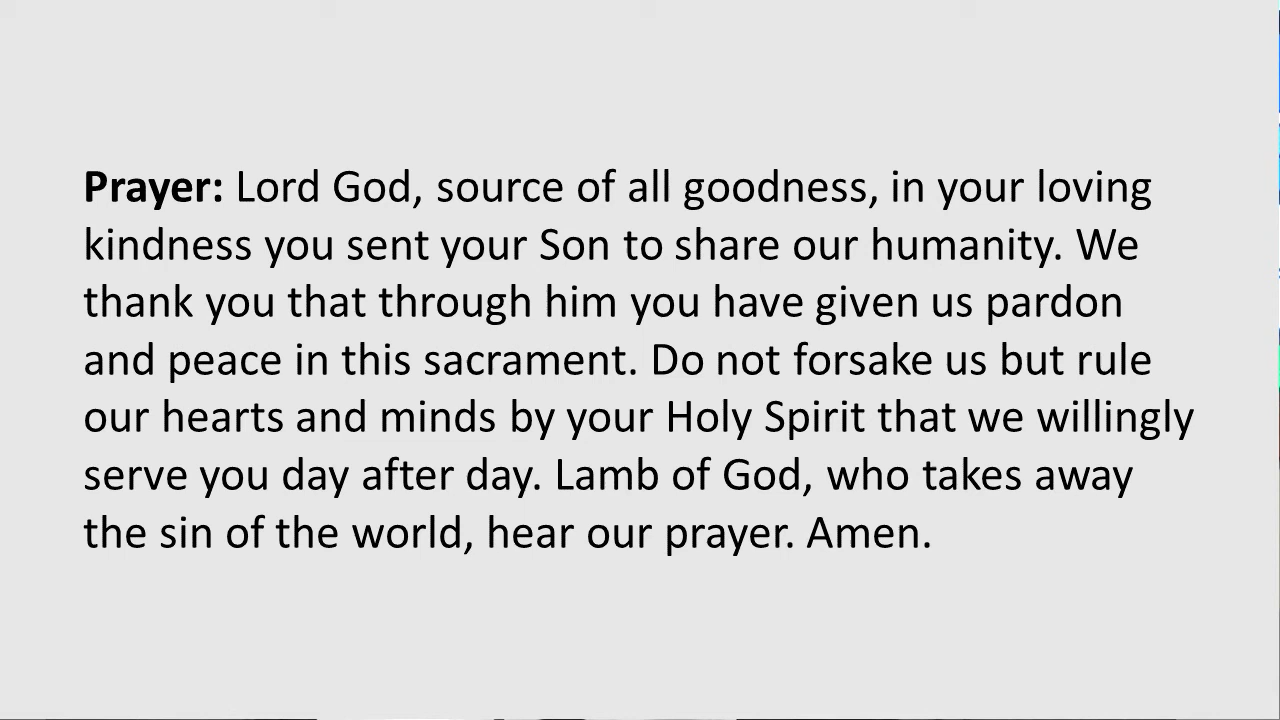 Prayer: Lord God, source of all goodness, in your loving
kindness you sent your Son to share our humanity. We
thank you that through him you have given us pardon
and peace in this sacrament. Do not forsake us but rule
our hearts and minds by your Holy Spirit that we willingly
serve you day after day. Lamb of God, who takes away
the sin of the world, hear our prayer. Amen.